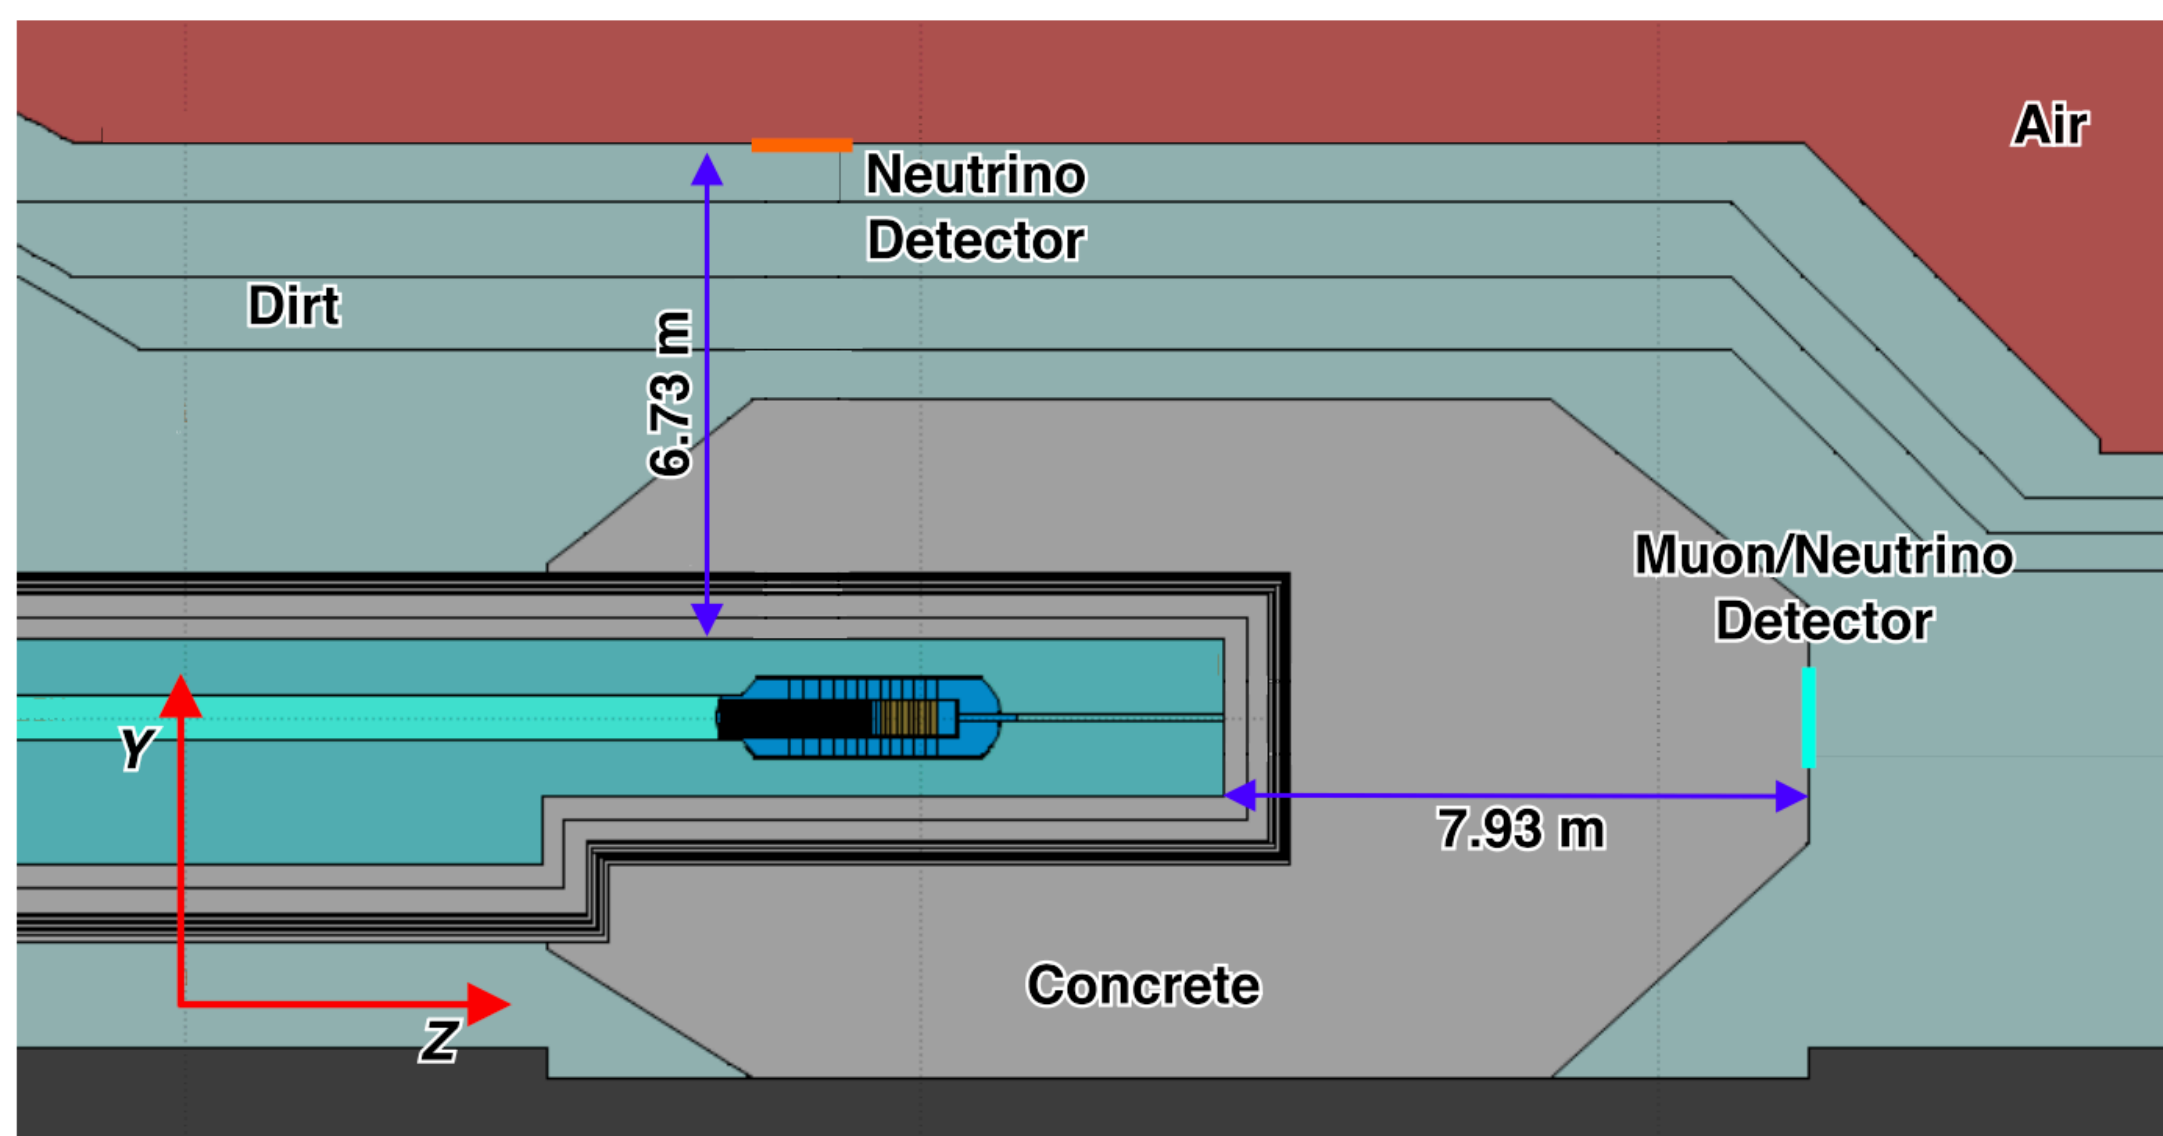 Air
Neutrino
Detector
Dirt
6.73 m
Muon/Neutrino
Detector
Y
7.93 m
Concrete
Z